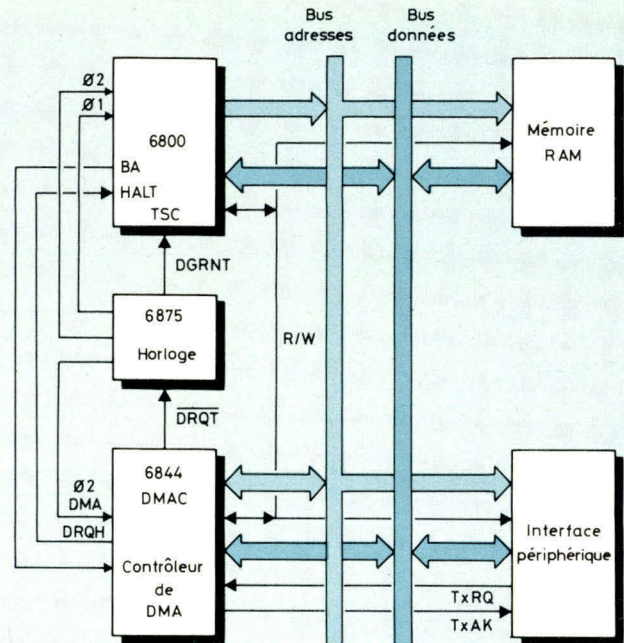 Bus
adresses
Bus
données
Ø2
Ø1
6800
BA
HALT
TSC
Mémoire
RAM
DGRNT
6875
Horloge
R/W
DRQT
6844
DMAC
Ø2
DMA
DRQH
Contrôleur
de
DMA
Interface
périphérique
TxRQ
TxAK